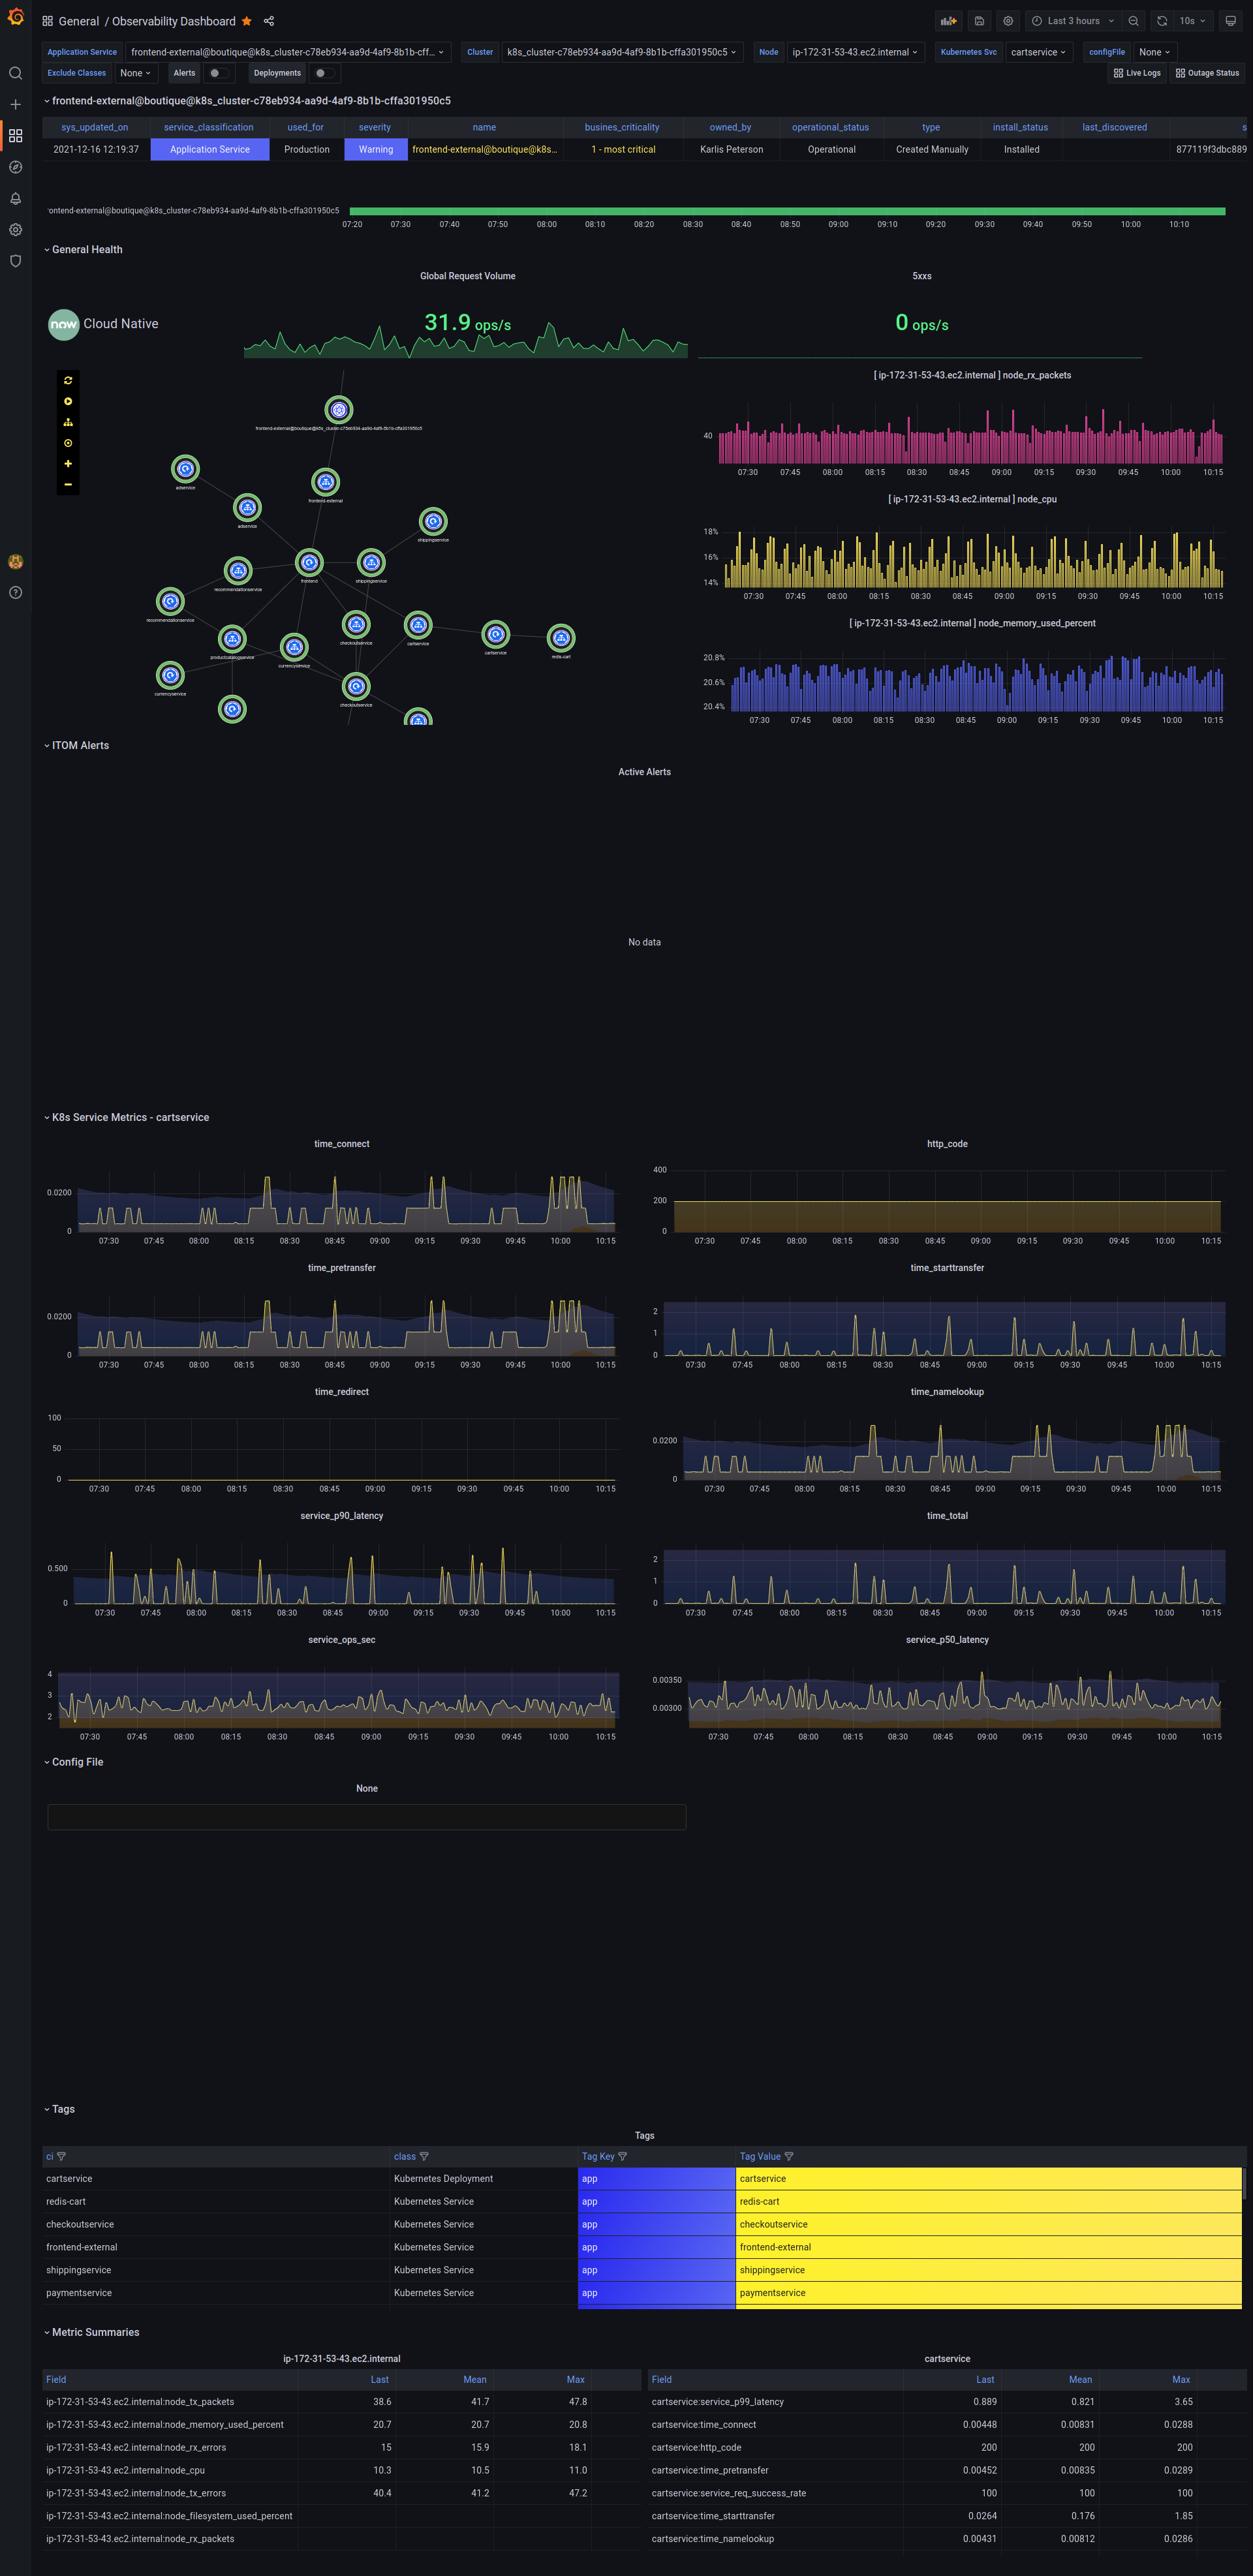 General / Observability Dashboard
Last 3 hours
10s
Application Service frontend-external@boutique@k8s_cluster-c78eb934-aa9d-4af9-8b1b-cff... Cluster k8s_cluster-c78eb934-aa9d-4af9-8b1b-cffa301950c5 Node ip-172-31-53-43.ec2.internal Kubernetes Svc cartservice configFile None
Exclude Classes None Alerts Deployments Live Logs Outage Status
frontend-external@boutique@k8s_cluster-c78eb934-aa9d-4af9-8b1b-cffa301950c5
sys_updated_on service_classification used_for severity name busines_criticality owned_by operational_status type install_status last_discovered s
2021-12-16 12:19:37 Application Service Production Warning frontend-external@boutique@k8s... 1 - most critical Karlis Peterson Operational Created Manually Installed 877119f3dbc889
ontend-external@boutique@k8s_cluster-c78eb934-aa9d-4af9-8b1b-cffa301950c5
07:20 07:30 07:40 07:50 08:00 08:10 08:20 08:30 08:40 08:50 09:00 09:10 09:20 09:30 09:40 09:50 10:00 10:10
General Health
Global Request Volume
5xxs
now Cloud Native
31.9 ops/s
0 ops/s
frontend-external@boutique@k8s_cluster-c78eb934-aa9d-4af9-8b1b-cffa301950c5
adservice
frontend-external
adservice
shippingservice
frontend
shippingservice
recommendationservice
recommendationservice
checkoutservice
cartservice
cartservice
redis-cart
productcatalogservice
currencyservice
currencyservice
checkoutservice
[ ip-172-31-53-43.ec2.internal ] node_rx_packets
40
07:30 07:45 08:00 08:15 08:30 08:45 09:00 09:15 09:30 09:45 10:00 10:15
[ ip-172-31-53-43.ec2.internal ] node_cpu
18%
16%
14%
07:30 07:45 08:00 08:15 08:30 08:45 09:00 09:15 09:30 09:45 10:00 10:15
[ ip-172-31-53-43.ec2.internal ] node_memory_used_percent
20.8%
20.6%
20.4%
07:30 07:45 08:00 08:15 08:30 08:45 09:00 09:15 09:30 09:45 10:00 10:15
ITOM Alerts
Active Alerts
No data
K8s Service Metrics - cartservice
time_connect
0.0200
0
07:30 07:45 08:00 08:15 08:30 08:45 09:00 09:15 09:30 09:45 10:00 10:15
http_code
400
200
0
07:30 07:45 08:00 08:15 08:30 08:45 09:00 09:15 09:30 09:45 10:00 10:15
time_pretransfer
0.0200
0
07:30 07:45 08:00 08:15 08:30 08:45 09:00 09:15 09:30 09:45 10:00 10:15
time_starttransfer
2
1
0
07:30 07:45 08:00 08:15 08:30 08:45 09:00 09:15 09:30 09:45 10:00 10:15
time_redirect
100
50
0
07:30 07:45 08:00 08:15 08:30 08:45 09:00 09:15 09:30 09:45 10:00 10:15
time_namelookup
0.0200
0
07:30 07:45 08:00 08:15 08:30 08:45 09:00 09:15 09:30 09:45 10:00 10:15
service_p90_latency
0.500
0
07:30 07:45 08:00 08:15 08:30 08:45 09:00 09:15 09:30 09:45 10:00 10:15
time_total
2
1
0
07:30 07:45 08:00 08:15 08:30 08:45 09:00 09:15 09:30 09:45 10:00 10:15
service_ops_sec
4
3
2
07:30 07:45 08:00 08:15 08:30 08:45 09:00 09:15 09:30 09:45 10:00 10:15
service_p50_latency
0.00350
0.00300
07:30 07:45 08:00 08:15 08:30 08:45 09:00 09:15 09:30 09:45 10:00 10:15
Config File
None
Tags
Tags
ci class Tag Key Tag Value
cartservice Kubernetes Deployment app cartservice
redis-cart Kubernetes Service app redis-cart
checkoutservice Kubernetes Service app checkoutservice
frontend-external Kubernetes Service app frontend-external
shippingservice Kubernetes Service app shippingservice
paymentservice Kubernetes Service app paymentservice
Metric Summaries
ip-172-31-53-43.ec2.internal
Field Last Mean Max
ip-172-31-53-43.ec2.internal:node_tx_packets 38.6 41.7 47.8
ip-172-31-53-43.ec2.internal:node_memory_used_percent 20.7 20.7 20.8
ip-172-31-53-43.ec2.internal:node_rx_errors 15 15.9 18.1
ip-172-31-53-43.ec2.internal:node_cpu 10.3 10.5 11.0
ip-172-31-53-43.ec2.internal:node_tx_errors 40.4 41.2 47.2
ip-172-31-53-43.ec2.internal:node_filesystem_used_percent
ip-172-31-53-43.ec2.internal:node_rx_packets
cartservice
Field Last Mean Max
cartservice:service_p99_latency 0.889 0.821 3.65
cartservice:time_connect 0.00448 0.00831 0.0288
cartservice:http_code 200 200 200
cartservice:time_pretransfer 0.00452 0.00835 0.0289
cartservice:service_req_success_rate 100 100 100
cartservice:time_starttransfer 0.0264 0.176 1.85
cartservice:time_namelookup 0.00431 0.00812 0.0286